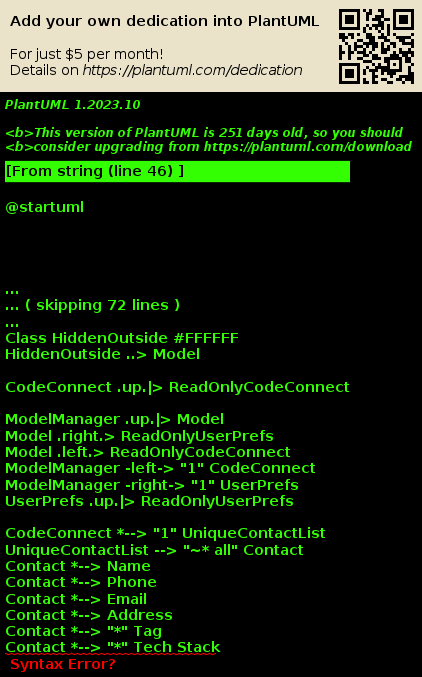 Add your own dedication into PlantUML
For just $5 per month!
Details on https://plantuml.com/dedication
PlantUML 1.2023.10
<b>This version of PlantUML is 251 days old, so you should
<b>consider upgrading from https://plantuml.com/download
[From string (line 46) ]
@startuml
...
... ( skipping 72 lines )
...
Class HiddenOutside #FFFFFF
HiddenOutside ..> Model
CodeConnect .up.|> ReadOnlyCodeConnect
ModelManager .up.|> Model
Model .right.> ReadOnlyUserPrefs
Model .left.> ReadOnlyCodeConnect
ModelManager -left-> "1" CodeConnect
ModelManager -right-> "1" UserPrefs
UserPrefs .up.|> ReadOnlyUserPrefs
CodeConnect *--> "1" UniqueContactList
UniqueContactList --> "~* all" Contact
Contact *--> Name
Contact *--> Phone
Contact *--> Email
Contact *--> Address
Contact *--> "*" Tag
Contact *--> "*" Tech Stack
Syntax Error?